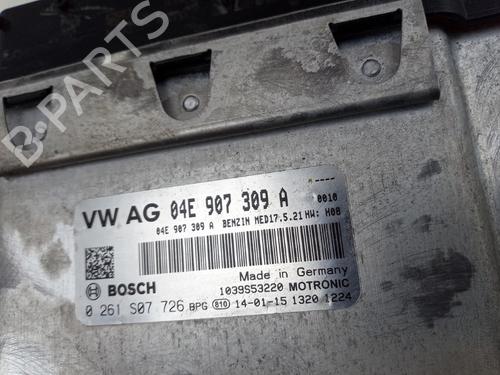 B-PARTS
VW AG 04E 907 309 A
0010
04E 907 309 A BENZIN MED17.5.21 HW: H08
BOSCH
Made in Germany
1039S53220 MOTRONIC
0 261 S07 726 BPG 810 14-01-15 1320 1224